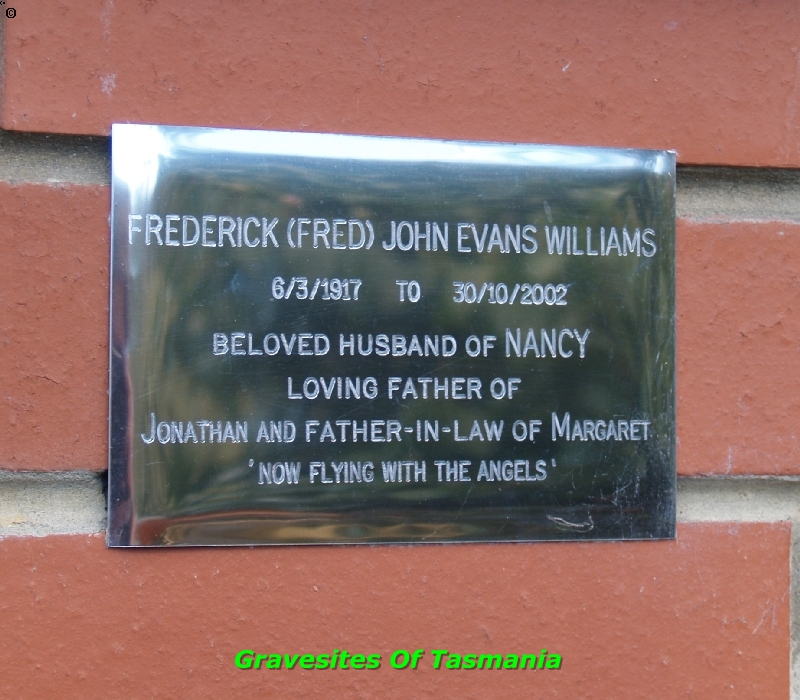 ©
FREDERICK (FRED) JOHN EVANS WILLIAMS
6/3/1917 TO 30/10/2002
BELOVED HUSBAND OF NANCY
LOVING FATHER OF
JONATHAN AND FATHER-IN-LAW OF MARGARET
'NOW FLYING WITH THE ANGELS'
Gravesites Of Tasmania